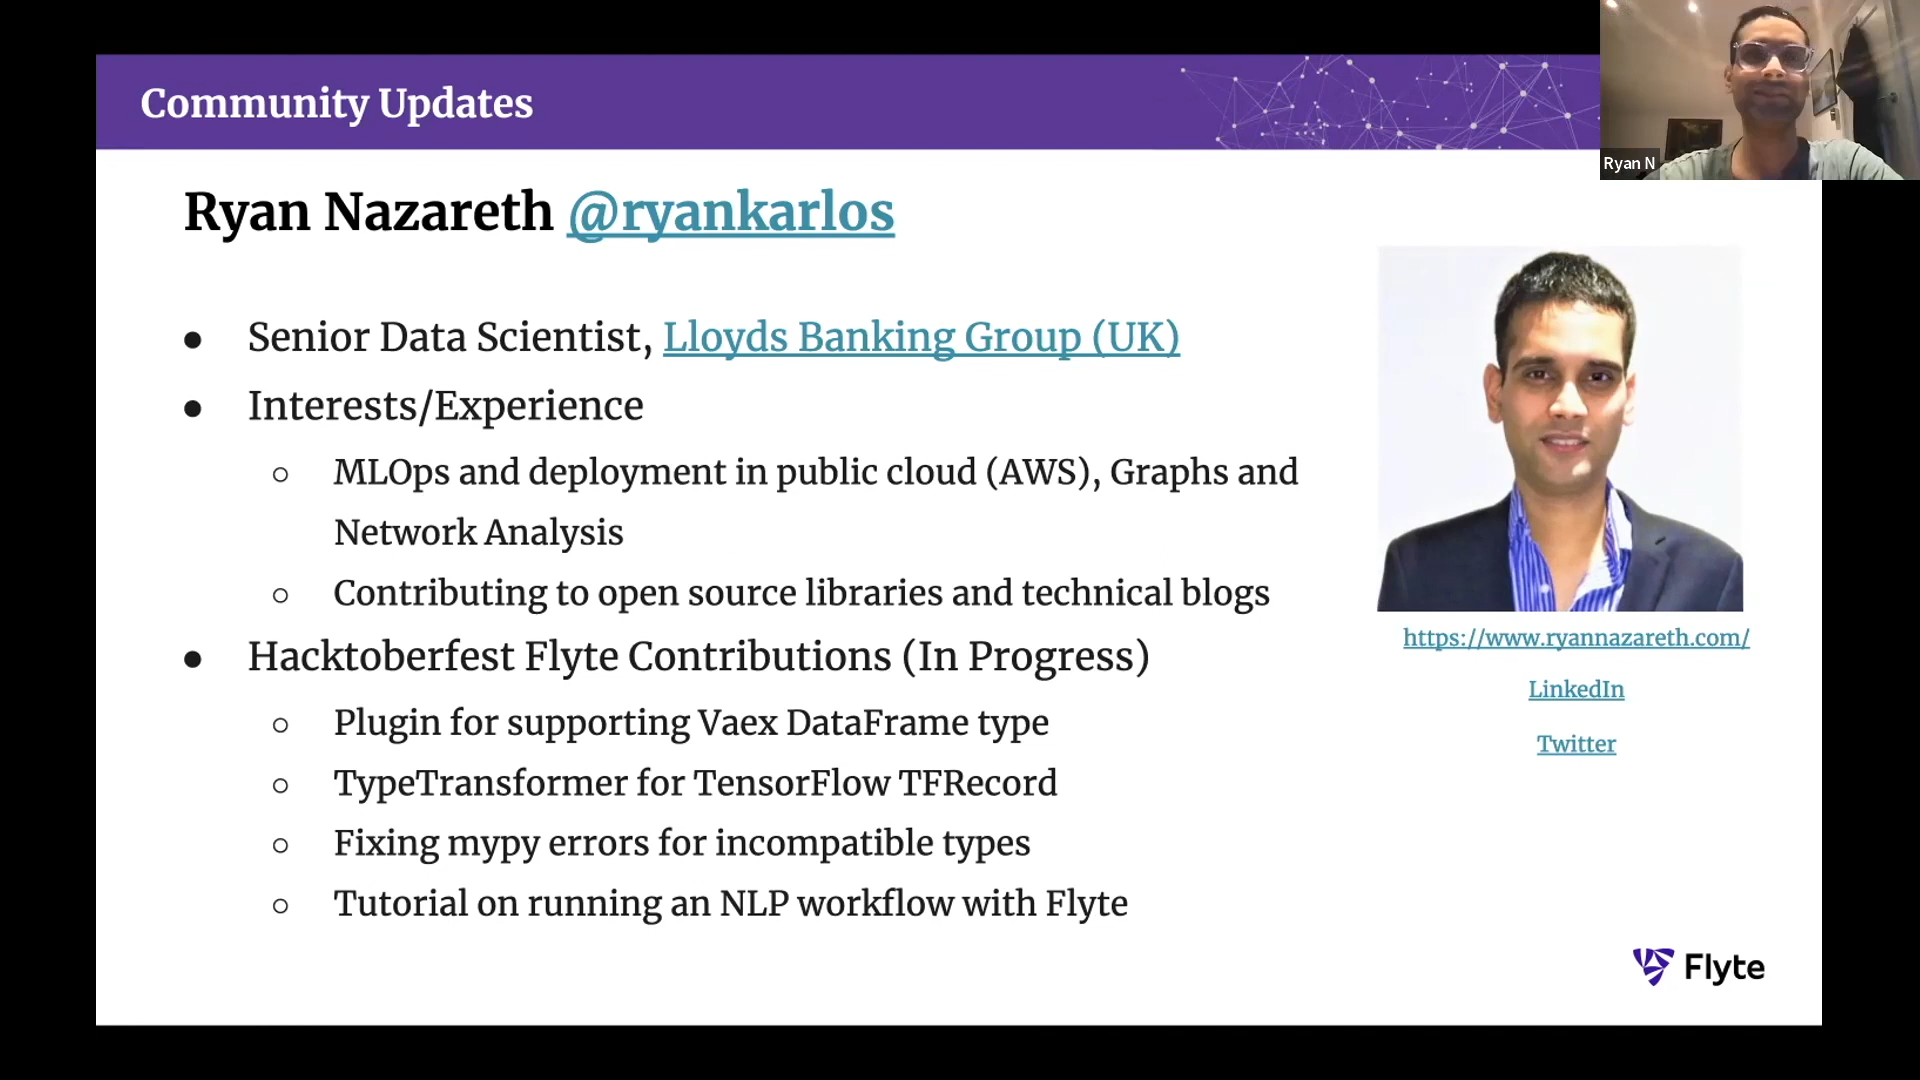 Community Updates
Ryan N
Ryan Nazareth @ryankarlos
● Senior Data Scientist, Lloyds Banking Group (UK)
● Interests/Experience
○ MLOps and deployment in public cloud (AWS), Graphs and
Network Analysis
○ Contributing to open source libraries and technical blogs
● Hacktoberfest Flyte Contributions (In Progress)
○ Plugin for supporting Vaex DataFrame type
○ TypeTransformer for TensorFlow TFRecord
○ Fixing mypy errors for incompatible types
○ Tutorial on running an NLP workflow with Flyte
https://www.ryannazareth.com/
LinkedIn
Twitter
Flyte